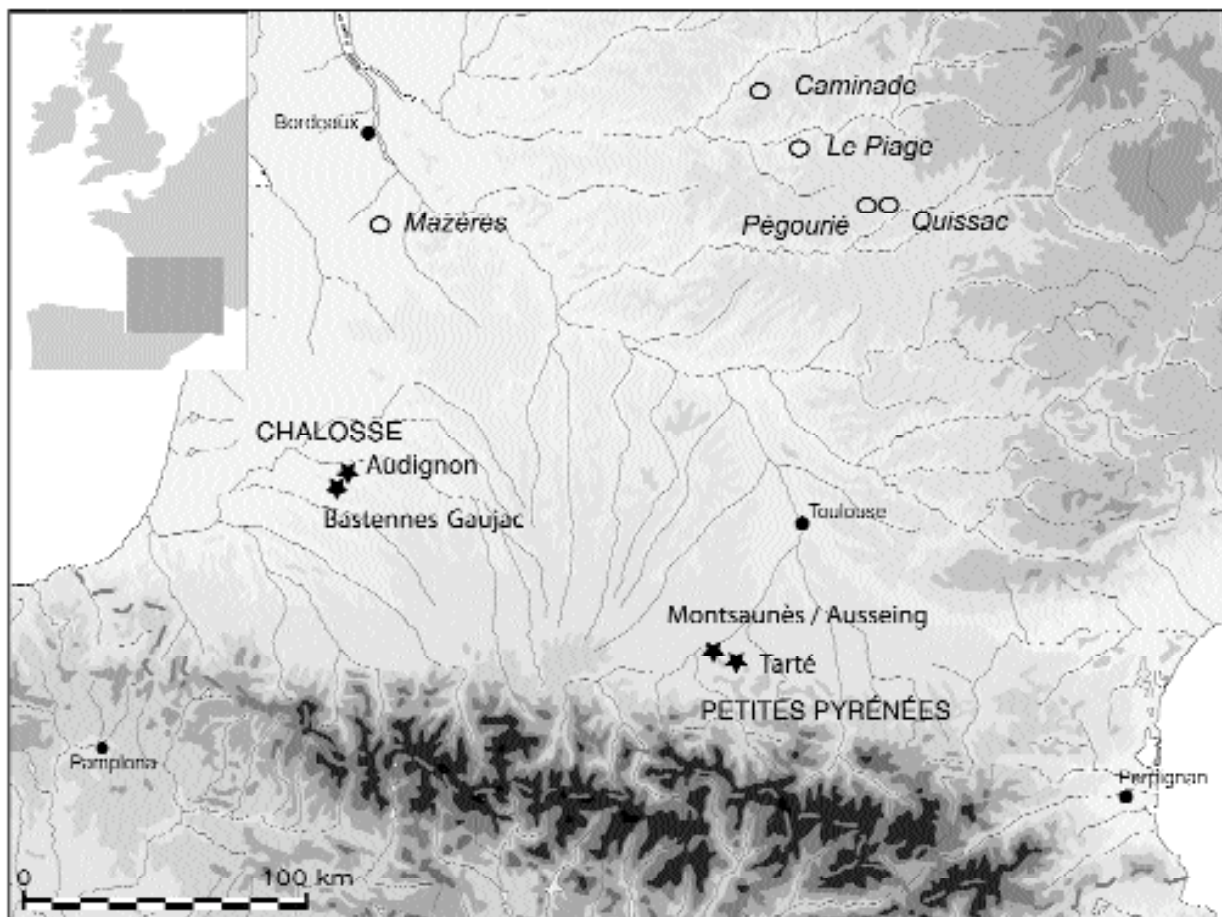 Caminade
Bordeaux
Le Piage
Mazères
Pégourié
Quissac
CHALOSSE
Audignon
Bastennes Gaujac
Toulouse
Montsaunès / Ausseing
Tarté
PETITES PYRÉNÉES
Pamplona
Perpignan
0
100 km